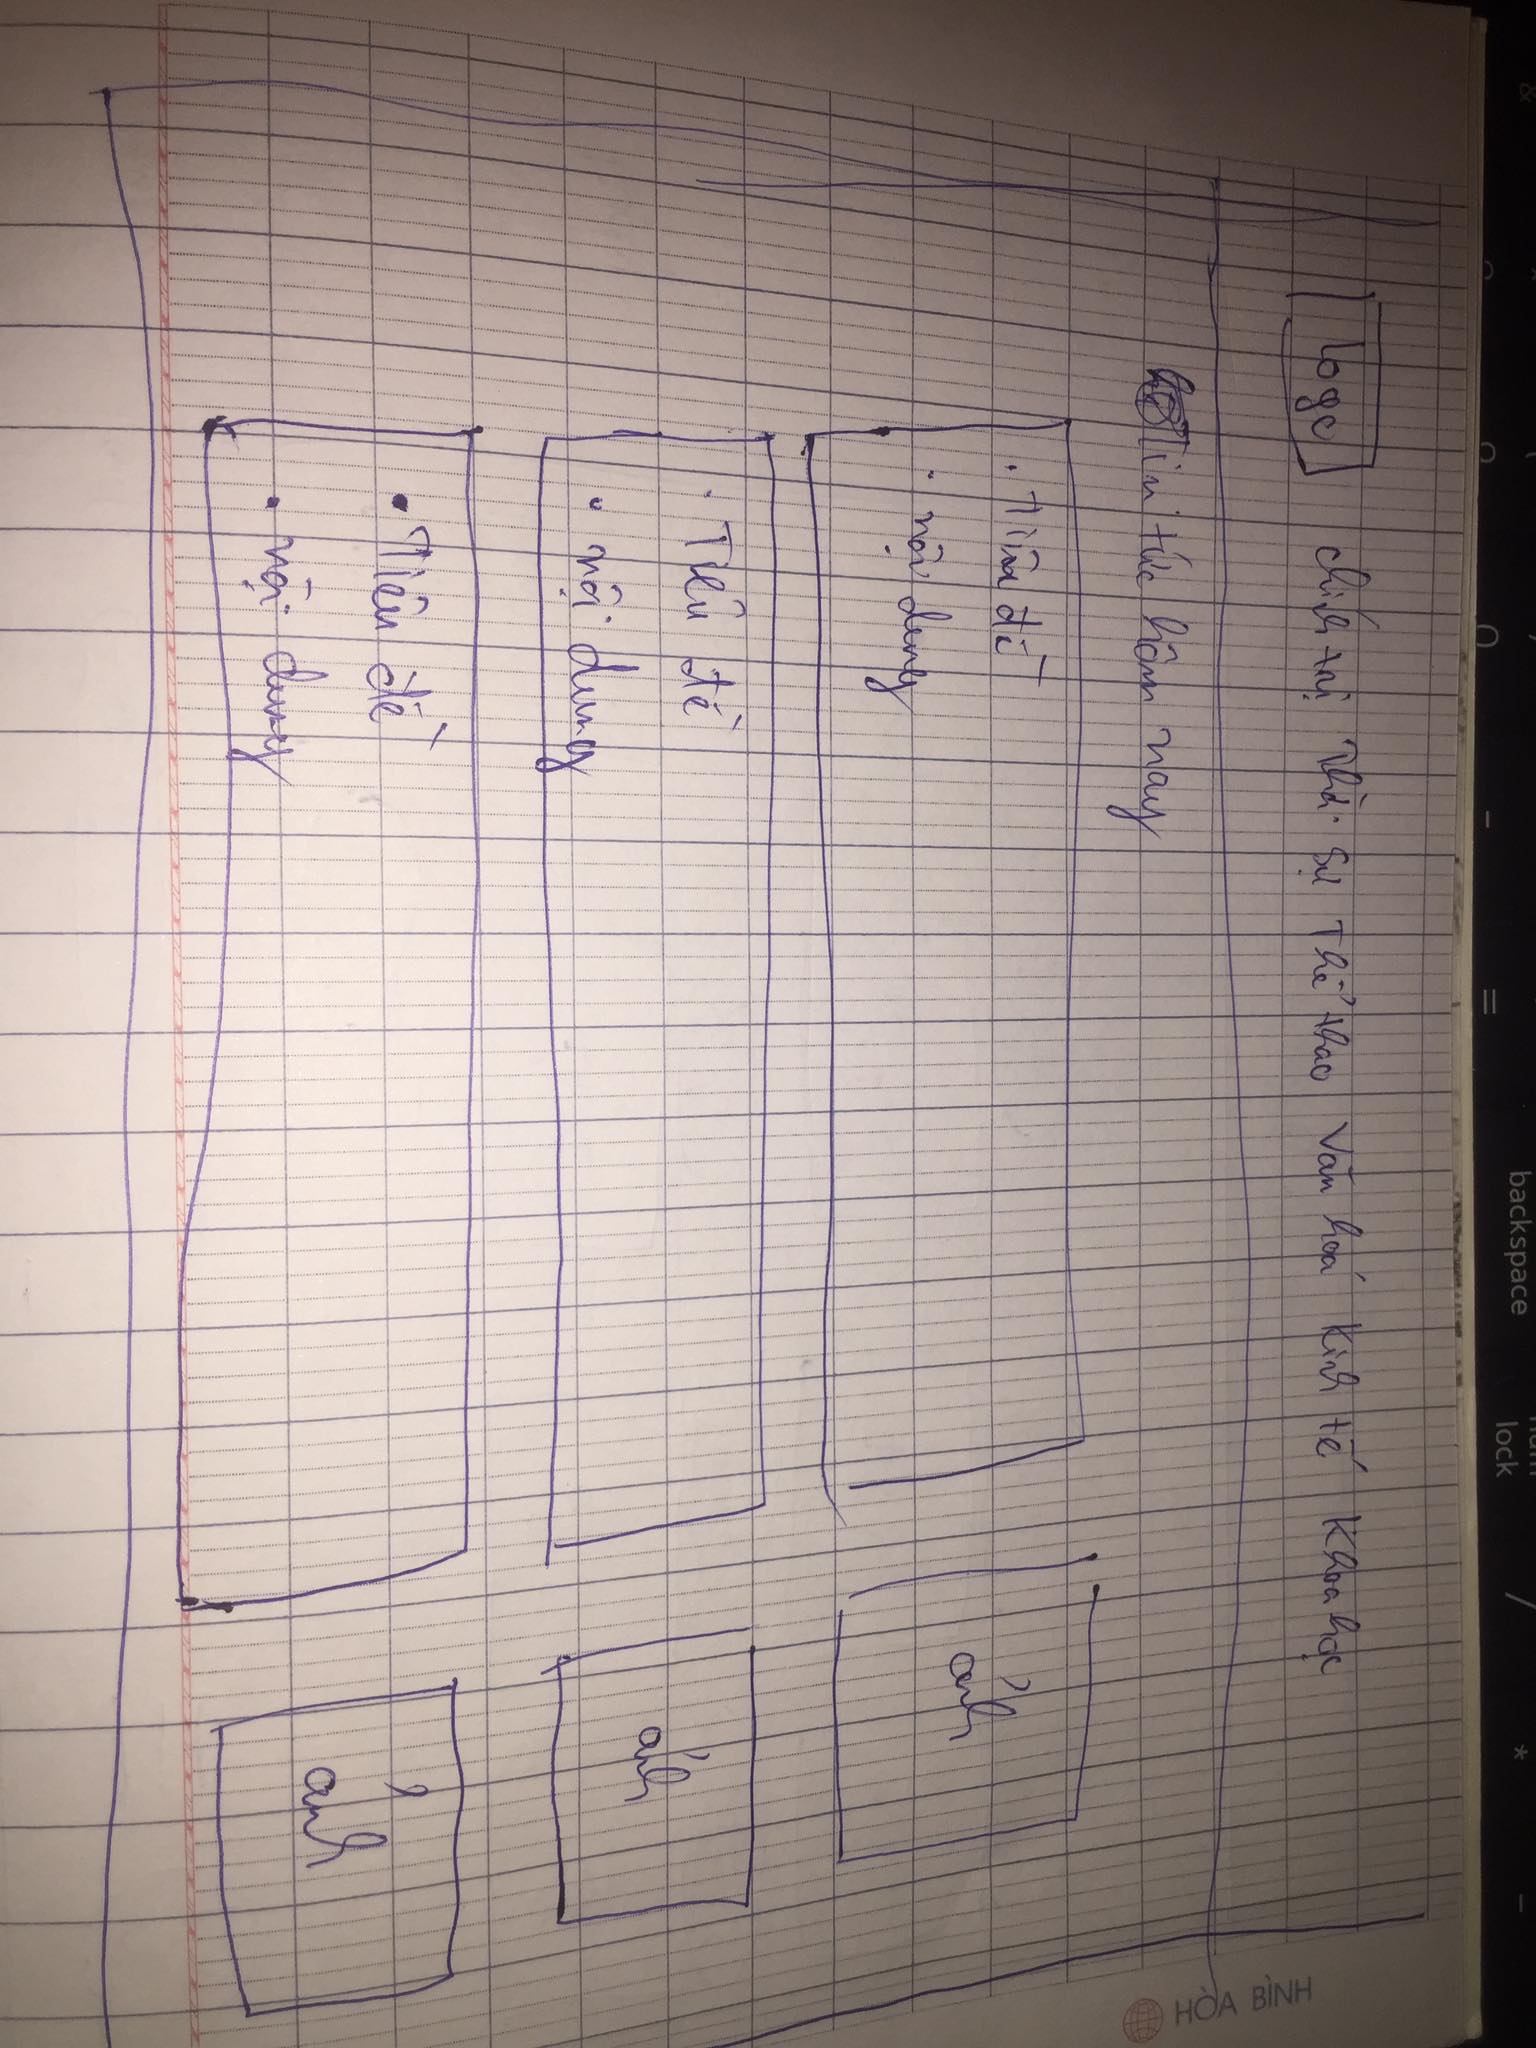 backspace
num
lock
/
*
-
Logo Chính trị Thời Sự Thể thao Văn hoá Kinh tế Khoa học
HÒA BÌNH
Tin tức hôm nay
• Tiêu đề
• nội dung
ảnh
• Tiêu đề
• nội dung
ảnh
• Tiêu đề
• nội dung
ảnh